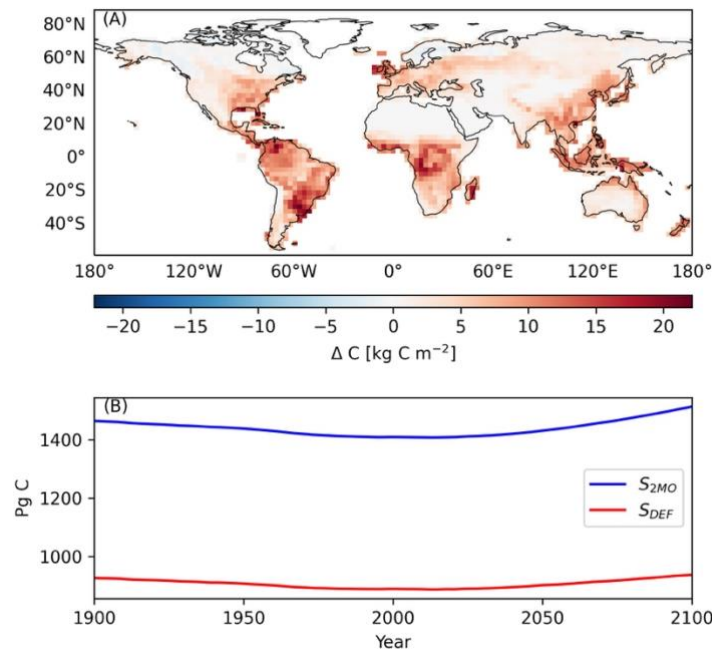 (A)
80°N
60°N
40°N
20°N
0°
20°S
40°S
180° 120°W 60°W 0° 60°E 120°E 180°
−20 −15 −10 −5 0 5 10 15 20
Δ C [kg C m⁻²]
(B)
1400
1200
1000
Pg C
S₂MO
S_DEF
1900 1950 2000 2050 2100
Year